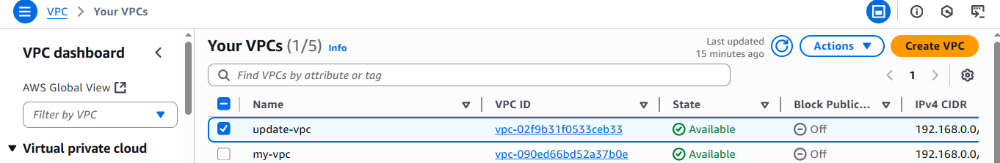 VPC > Your VPCs
VPC dashboard
AWS Global View
Filter by VPC
Virtual private cloud
Your VPCs (1/5) Info
Last updated
15 minutes ago
Actions
Create VPC
Find VPCs by attribute or tag
1
Name VPC ID State Block Public... IPv4 CIDR
update-vpc vpc-02f9b31f0533ceb33 Available Off 192.168.0.0/
my-vpc vpc-090ed66bd52a37b0e Available Off 192.168.0.0/